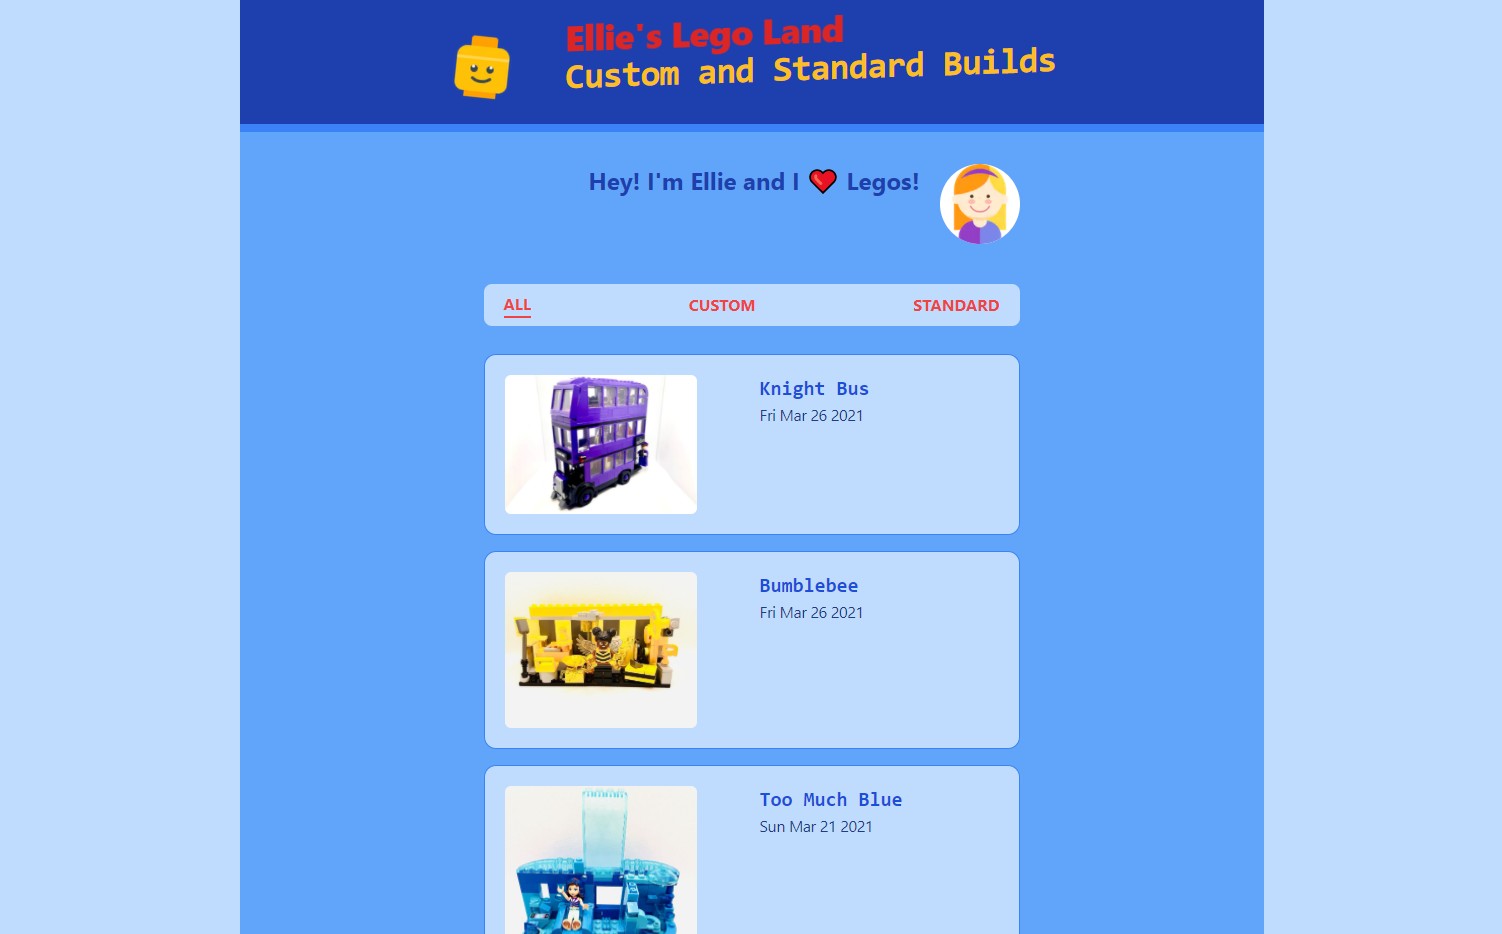 Ellie's Lego Land
Custom and Standard Builds
Hey! I'm Ellie and I ❤️ Legos!
ALL
CUSTOM
STANDARD
Knight Bus
Fri Mar 26 2021
Bumblebee
Fri Mar 26 2021
Too Much Blue
Sun Mar 21 2021